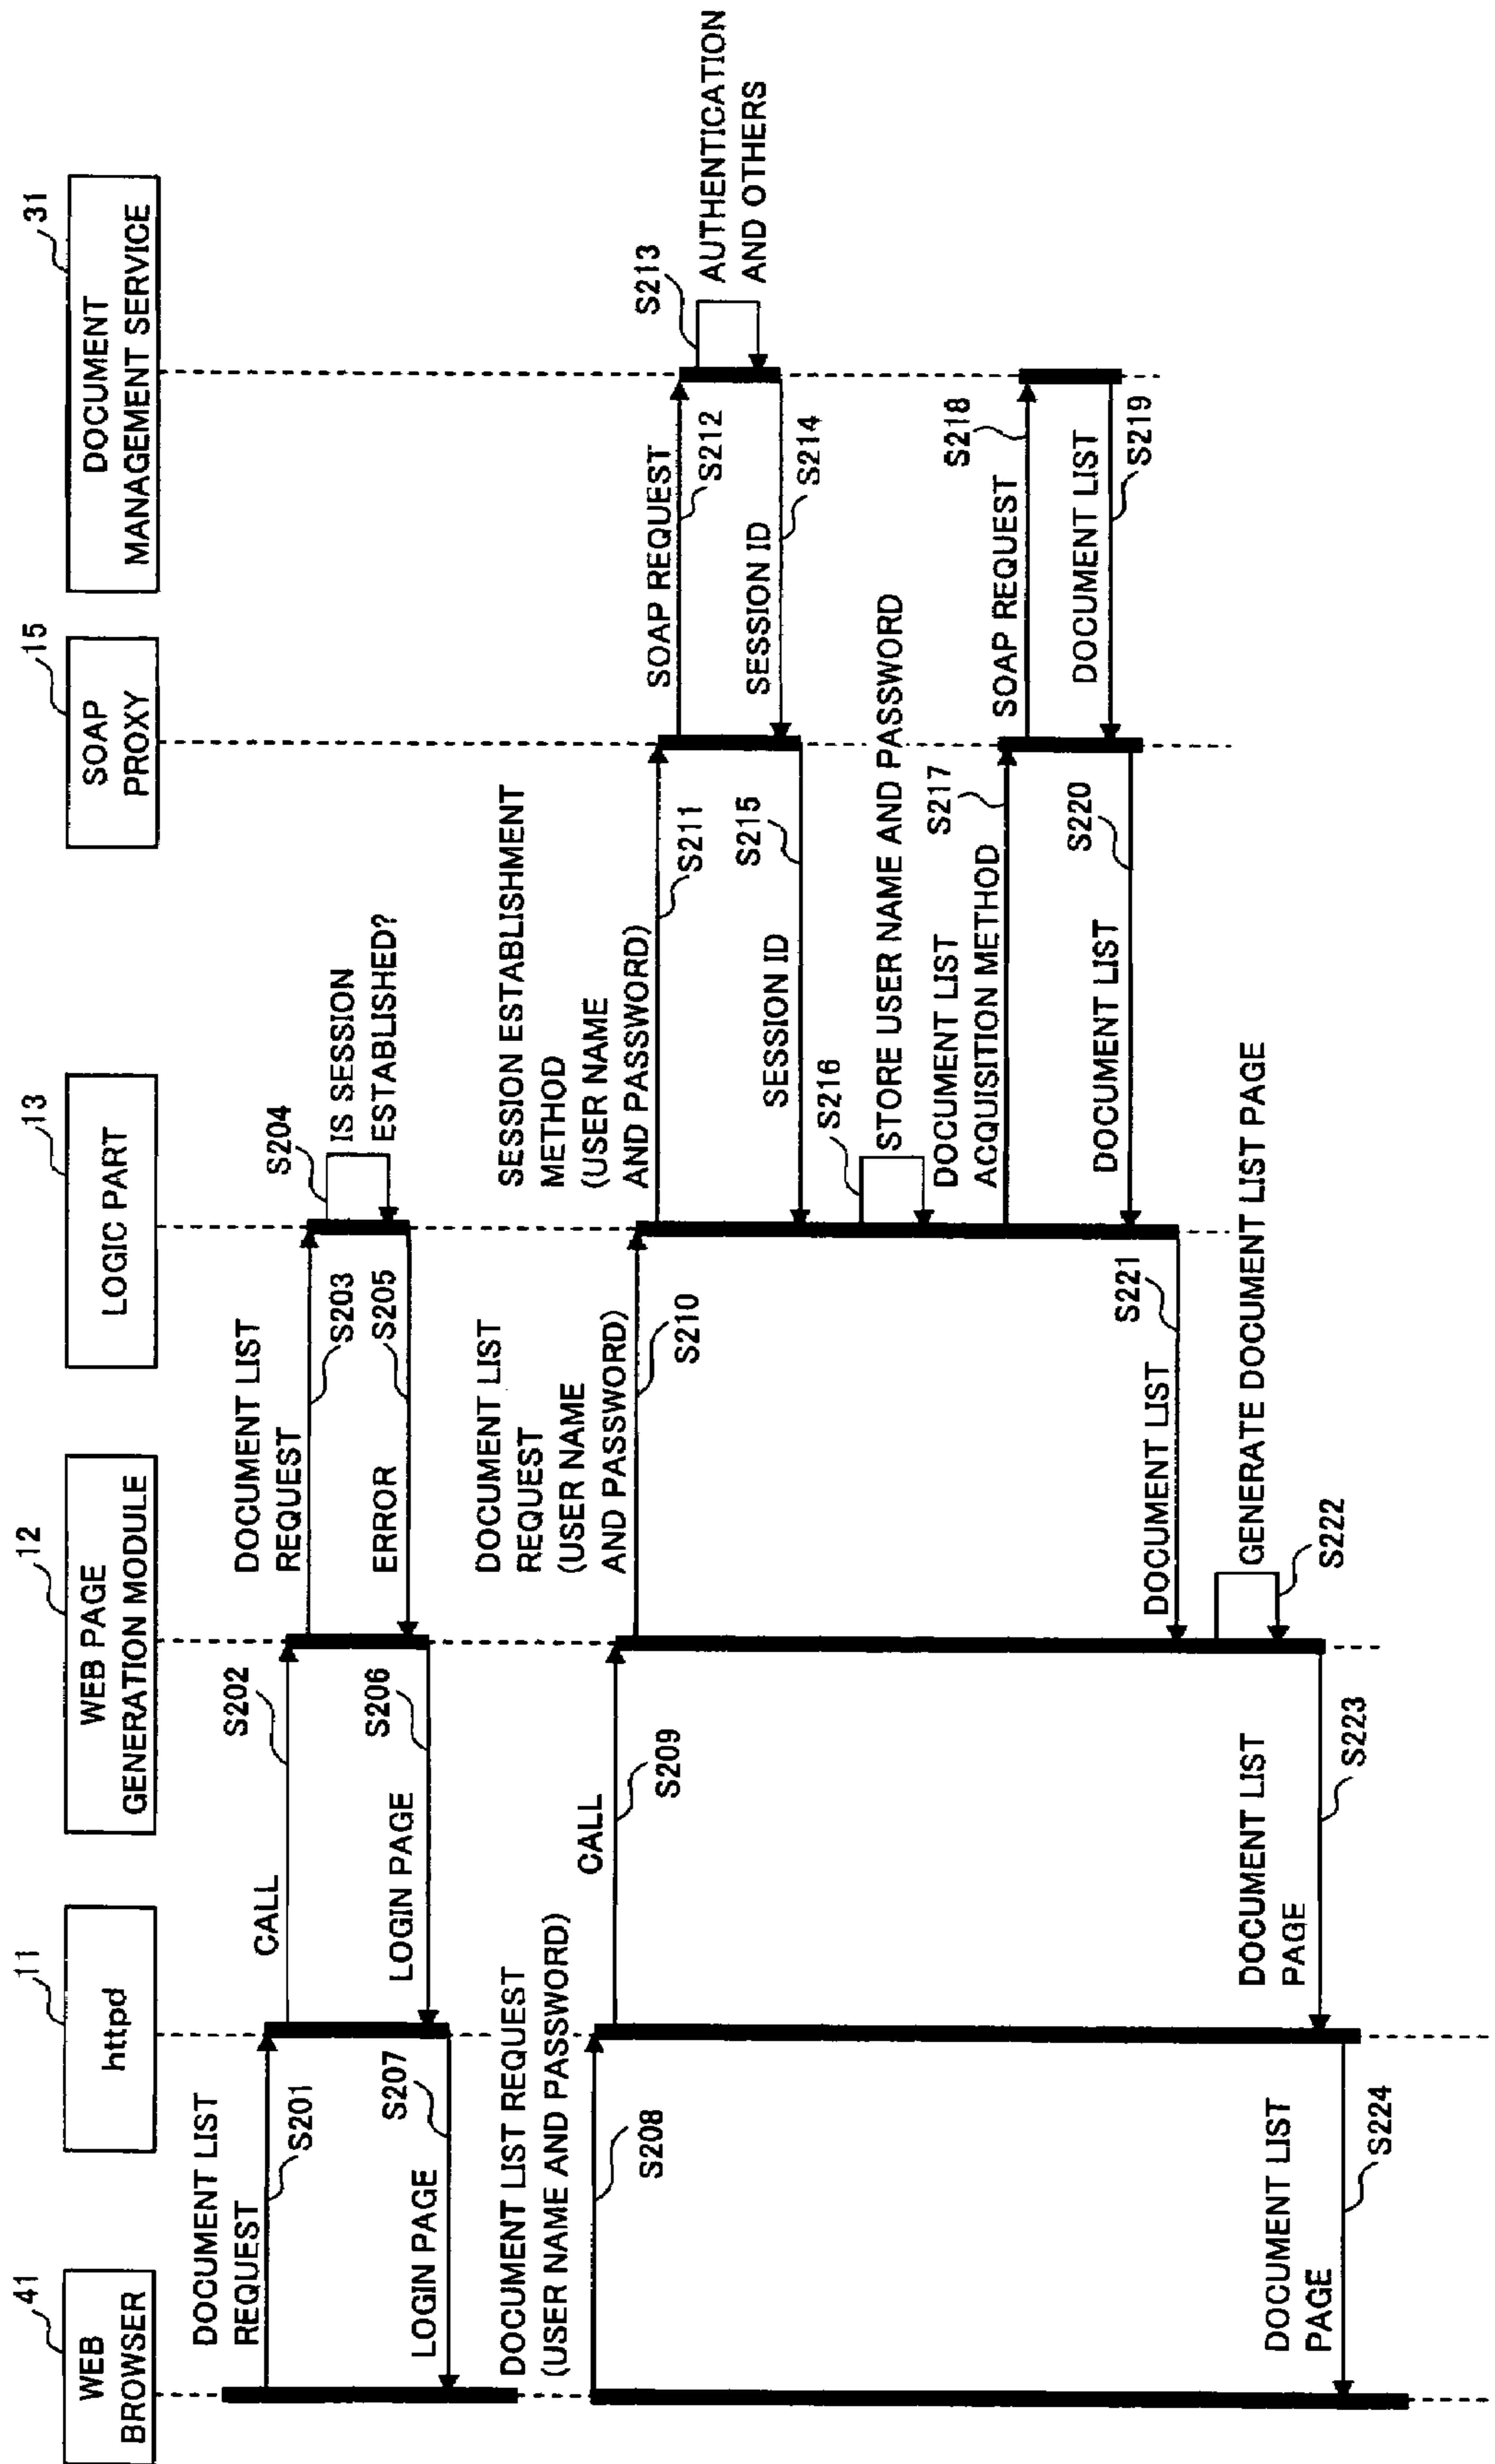 41
WEB
BROWSER
11
httpd
12
WEB PAGE
GENERATION MODULE
13
LOGIC PART
15
SOAP
PROXY
31
DOCUMENT
MANAGEMENT SERVICE
DOCUMENT LIST
REQUEST
S201
CALL
S202
DOCUMENT LIST
REQUEST
S203
S204
IS SESSION
ESTABLISHED?
ERROR
S205
LOGIN PAGE
S206
LOGIN PAGE
S207
DOCUMENT LIST REQUEST
(USER NAME AND PASSWORD)
S208
CALL
S209
DOCUMENT LIST
REQUEST
(USER NAME
AND PASSWORD)
S210
SESSION ESTABLISHMENT
METHOD
(USER NAME
AND PASSWORD)
S211
SOAP REQUEST
S212
S213
AUTHENTICATION
AND OTHERS
SESSION ID
S214
SESSION ID
S215
S216
STORE USER NAME AND PASSWORD
DOCUMENT LIST
ACQUISITION METHOD
S217
SOAP REQUEST
S218
DOCUMENT LIST
S219
DOCUMENT LIST
S220
DOCUMENT LIST
S221
GENERATE DOCUMENT LIST PAGE
S222
DOCUMENT LIST
PAGE
S223
DOCUMENT LIST
PAGE
S224